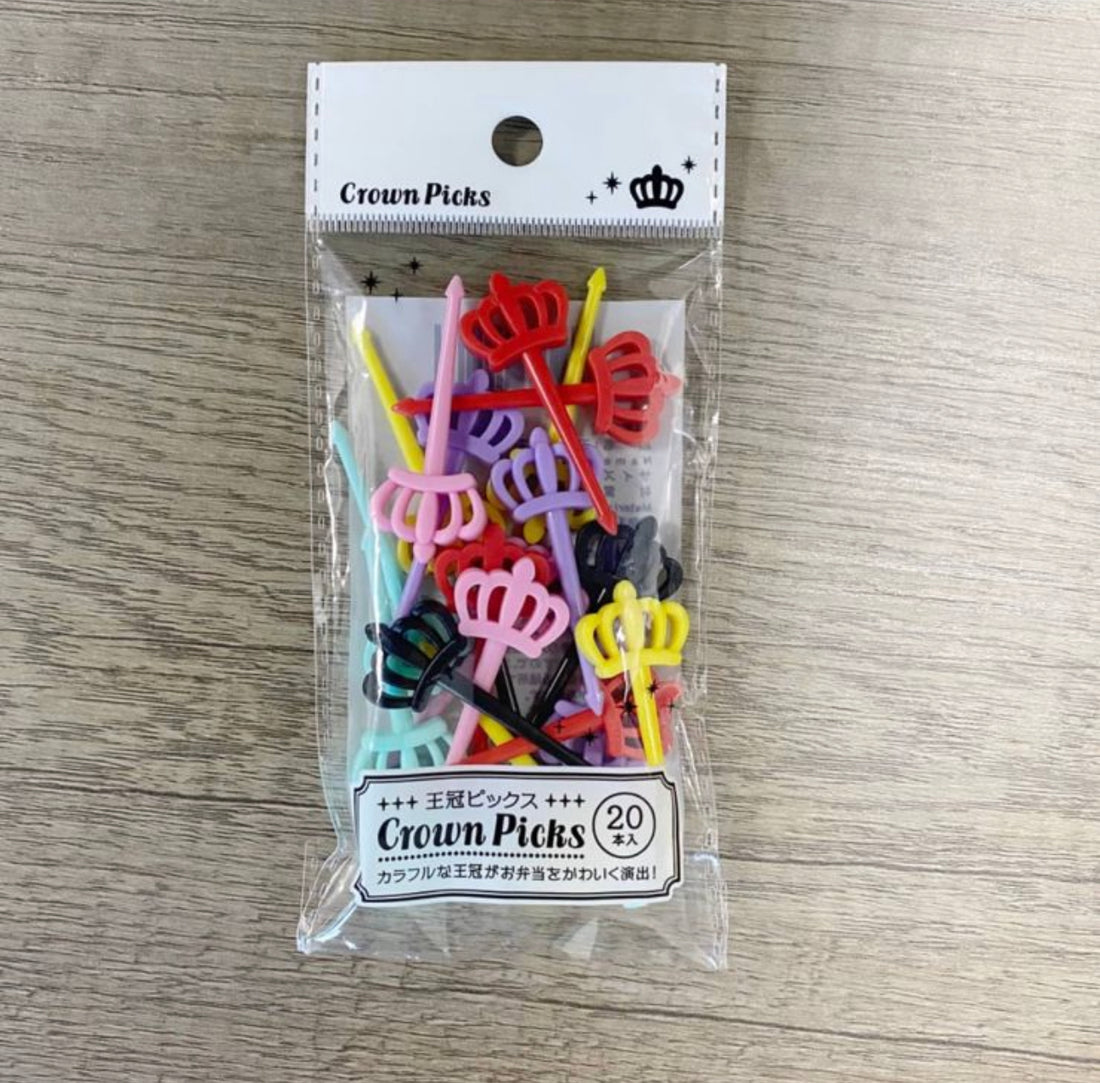 Crown Picks
+++ 王冠ピックス +++
Crown Picks
20
本入
カラフルな王冠がお弁当をかわいく演出!